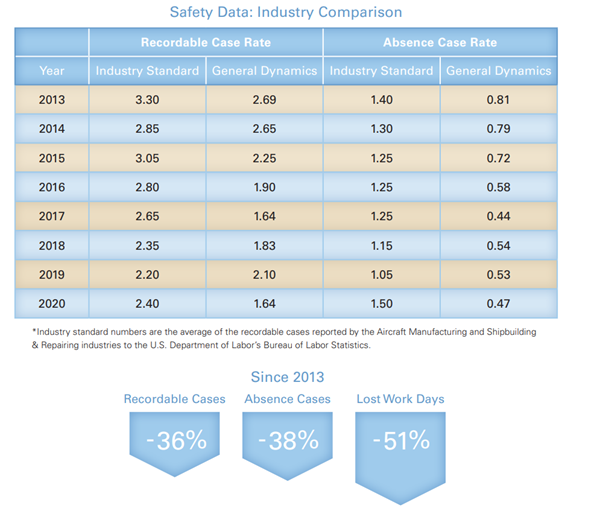 Safety Data: Industry Comparison
Recordable Case Rate Absence Case Rate
Year Industry Standard General Dynamics Industry Standard General Dynamics
2013 3.30 2.69 1.40 0.81
2014 2.85 2.65 1.30 0.79
2015 3.05 2.25 1.25 0.72
2016 2.80 1.90 1.25 0.58
2017 2.65 1.64 1.25 0.44
2018 2.35 1.83 1.15 0.54
2019 2.20 2.10 1.05 0.53
2020 2.40 1.64 1.50 0.47
*Industry standard numbers are the average of the recordable cases reported by the Aircraft Manufacturing and Shipbuilding
& Repairing industries to the U.S. Department of Labor's Bureau of Labor Statistics.
Since 2013
Recordable Cases Absence Cases Lost Work Days
-36% -38% -51%